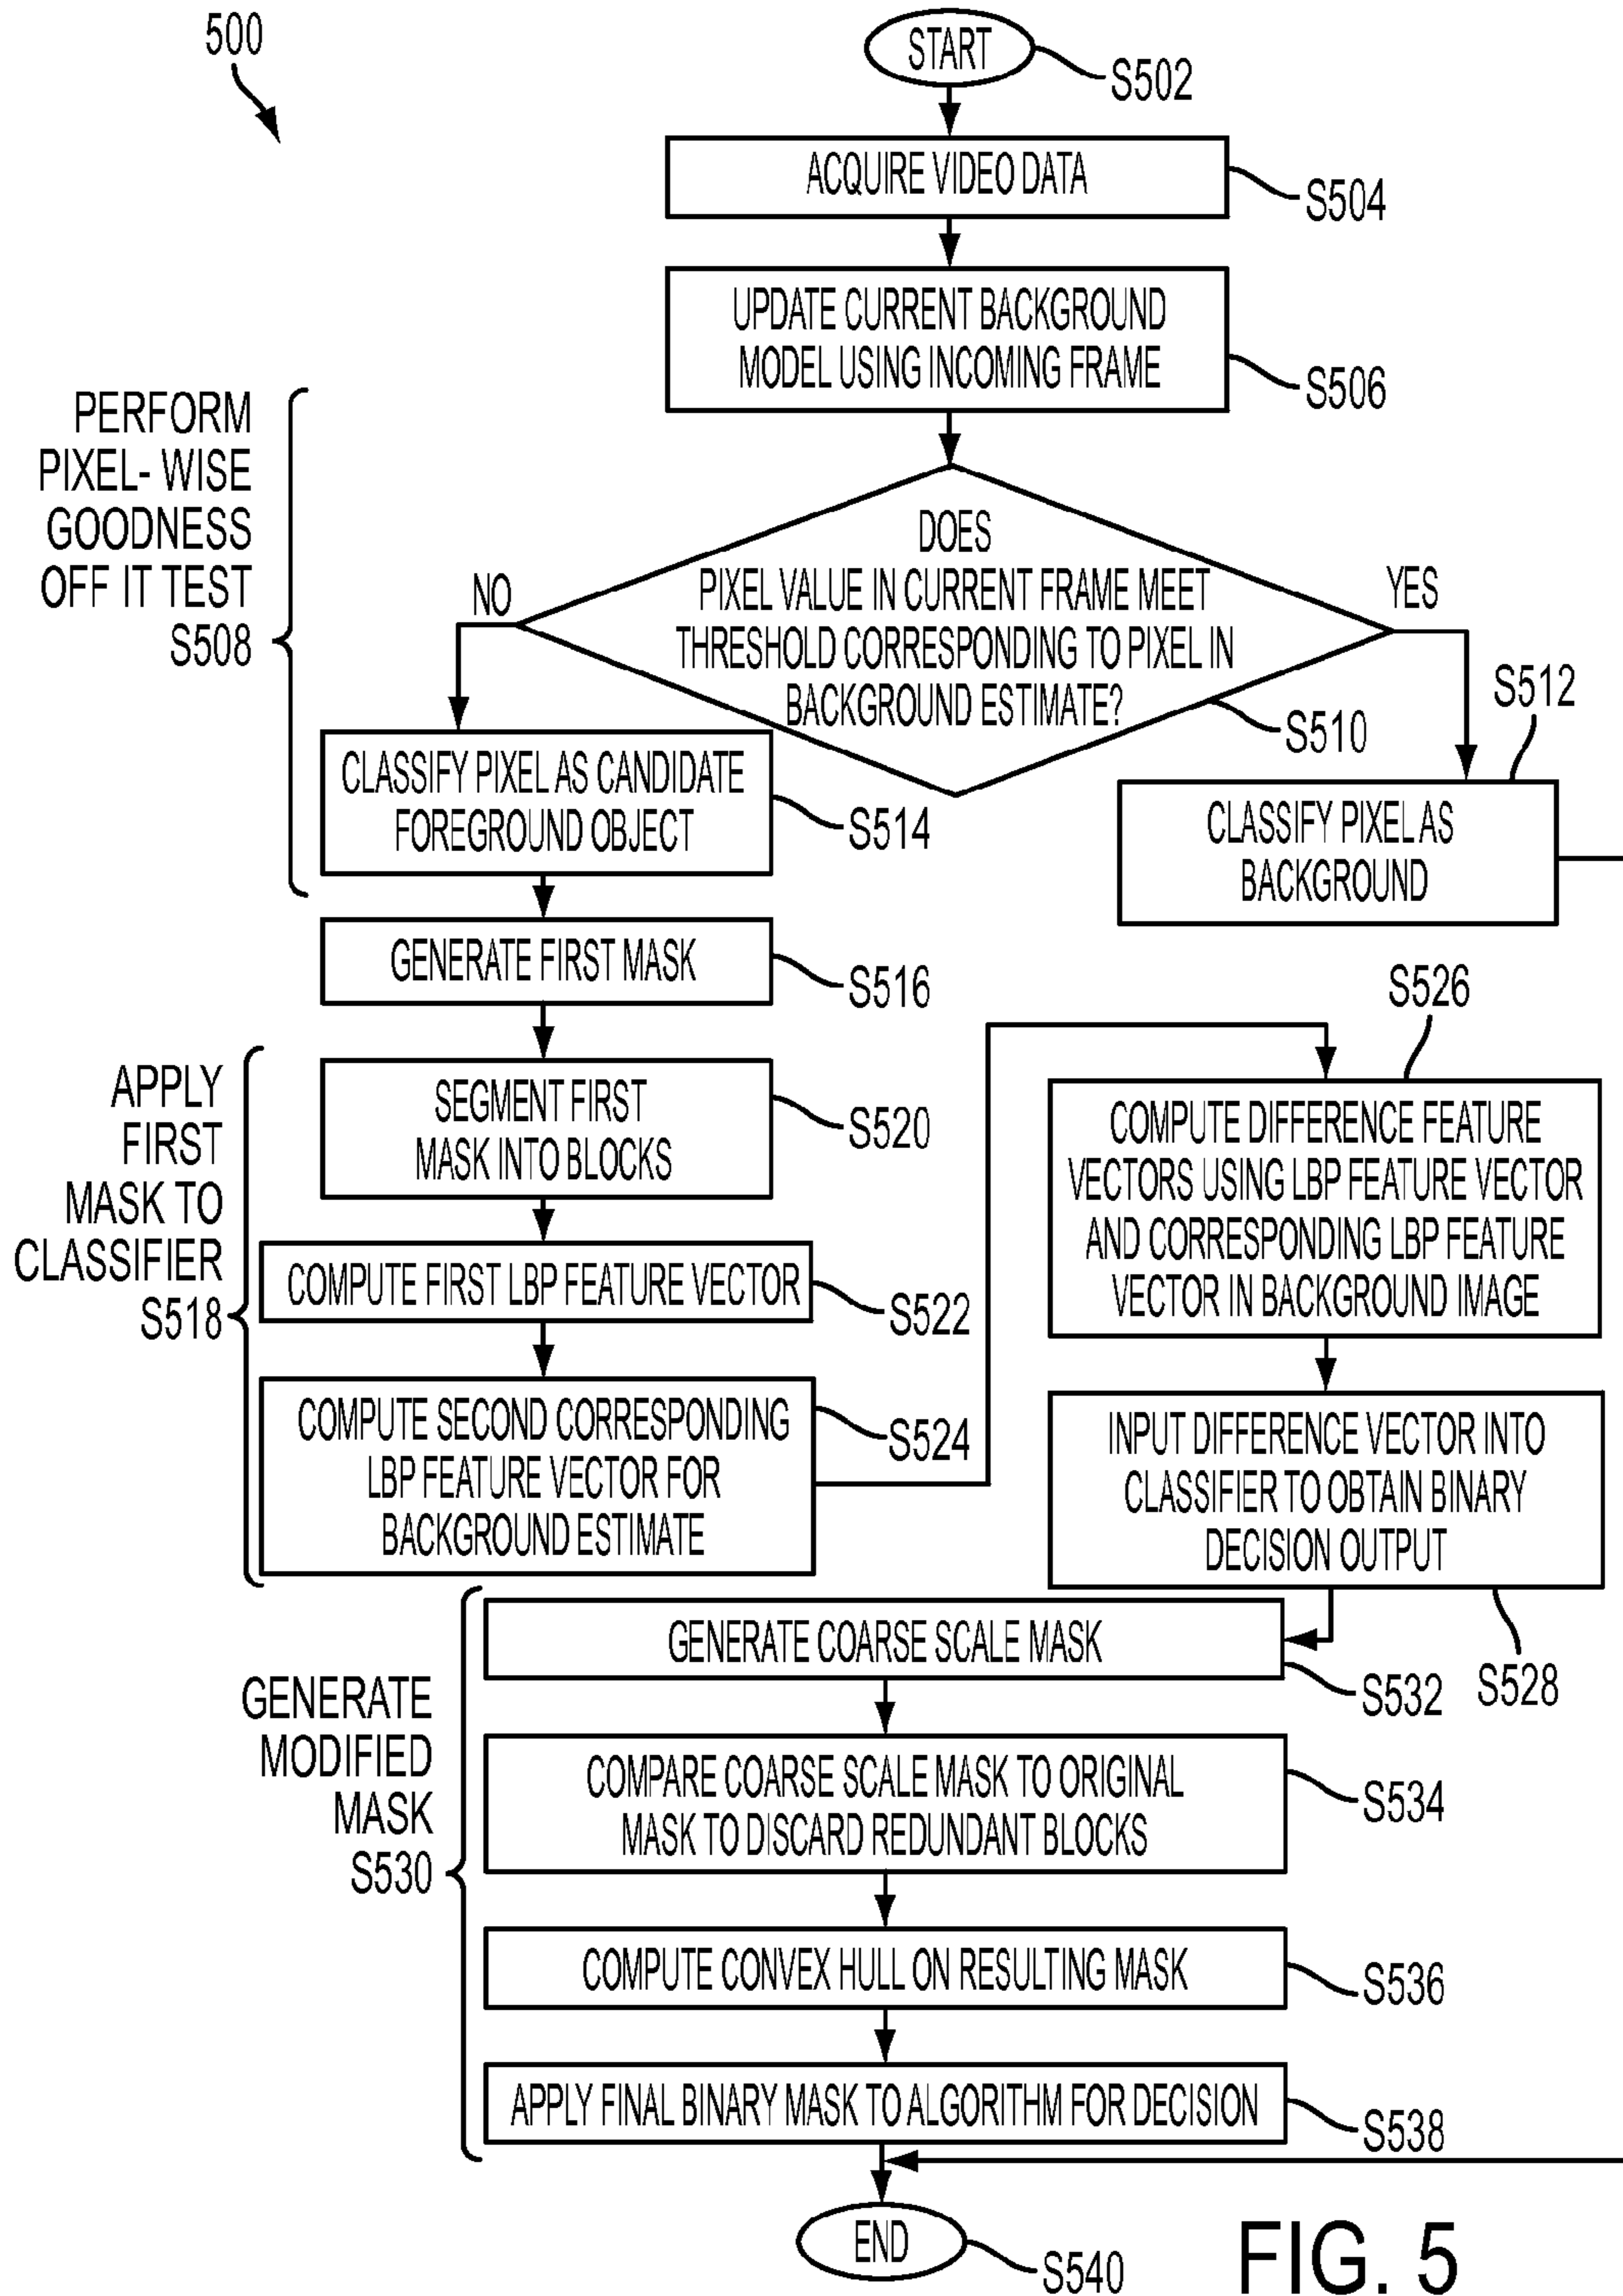 500
START
S502
ACQUIRE VIDEO DATA
S504
UPDATE CURRENT BACKGROUND
MODEL USING INCOMING FRAME
S506
PERFORM
PIXEL- WISE
GOODNESS
OFF IT TEST
S508
DOES
PIXEL VALUE IN CURRENT FRAME MEET
THRESHOLD CORRESPONDING TO PIXEL IN
BACKGROUND ESTIMATE?
NO
YES
S510
S512
CLASSIFY PIXEL AS
BACKGROUND
CLASSIFY PIXEL AS CANDIDATE
FOREGROUND OBJECT
S514
GENERATE FIRST MASK
S516
APPLY
FIRST
MASK TO
CLASSIFIER
S518
SEGMENT FIRST
MASK INTO BLOCKS
S520
COMPUTE FIRST LBP FEATURE VECTOR
S522
COMPUTE SECOND CORRESPONDING
LBP FEATURE VECTOR FOR
BACKGROUND ESTIMATE
S524
S526
COMPUTE DIFFERENCE FEATURE
VECTORS USING LBP FEATURE VECTOR
AND CORRESPONDING LBP FEATURE
VECTOR IN BACKGROUND IMAGE
INPUT DIFFERENCE VECTOR INTO
CLASSIFIER TO OBTAIN BINARY
DECISION OUTPUT
S528
GENERATE
MODIFIED
MASK
S530
GENERATE COARSE SCALE MASK
S532
COMPARE COARSE SCALE MASK TO ORIGINAL
MASK TO DISCARD REDUNDANT BLOCKS
S534
COMPUTE CONVEX HULL ON RESULTING MASK
S536
APPLY FINAL BINARY MASK TO ALGORITHM FOR DECISION
S538
END
S540
FIG. 5